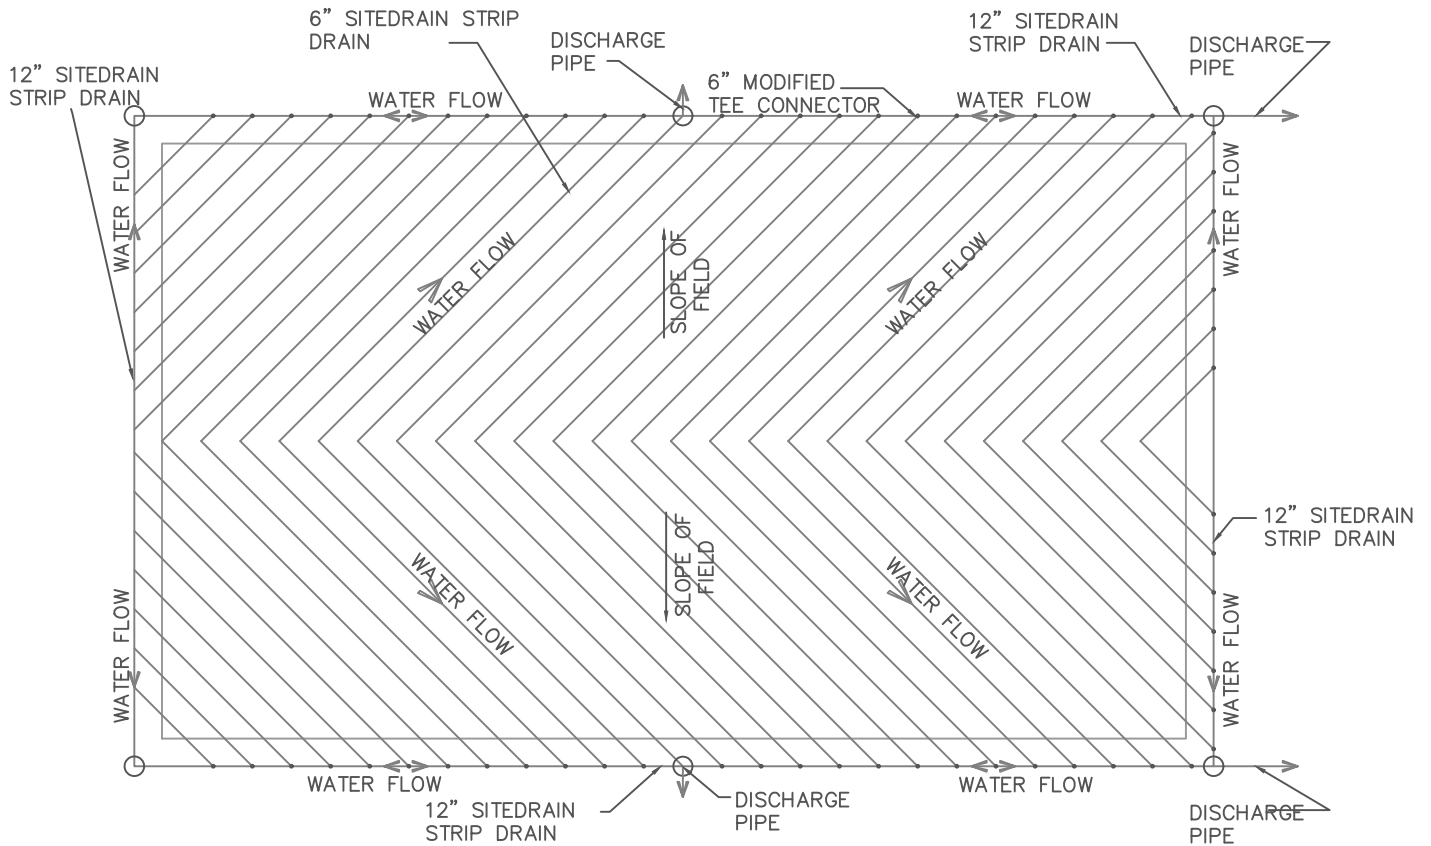 6” SITEDRAIN STRIP
DRAIN
12” SITEDRAIN
STRIP DRAIN
DISCHARGE
PIPE
DISCHARGE
PIPE
12” SITEDRAIN
STRIP DRAIN
6” MODIFIED
TEE CONNECTOR
WATER FLOW
WATER FLOW
WATER FLOW
WATER FLOW
WATER FLOW
SLOPE OF
FIELD
WATER FLOW
12” SITEDRAIN
STRIP DRAIN
WATER FLOW
SLOPE OF
FIELD
WATER FLOW
WATER FLOW
WATER FLOW
WATER FLOW
WATER FLOW
12” SITEDRAIN
STRIP DRAIN
DISCHARGE
PIPE
DISCHARGE
PIPE